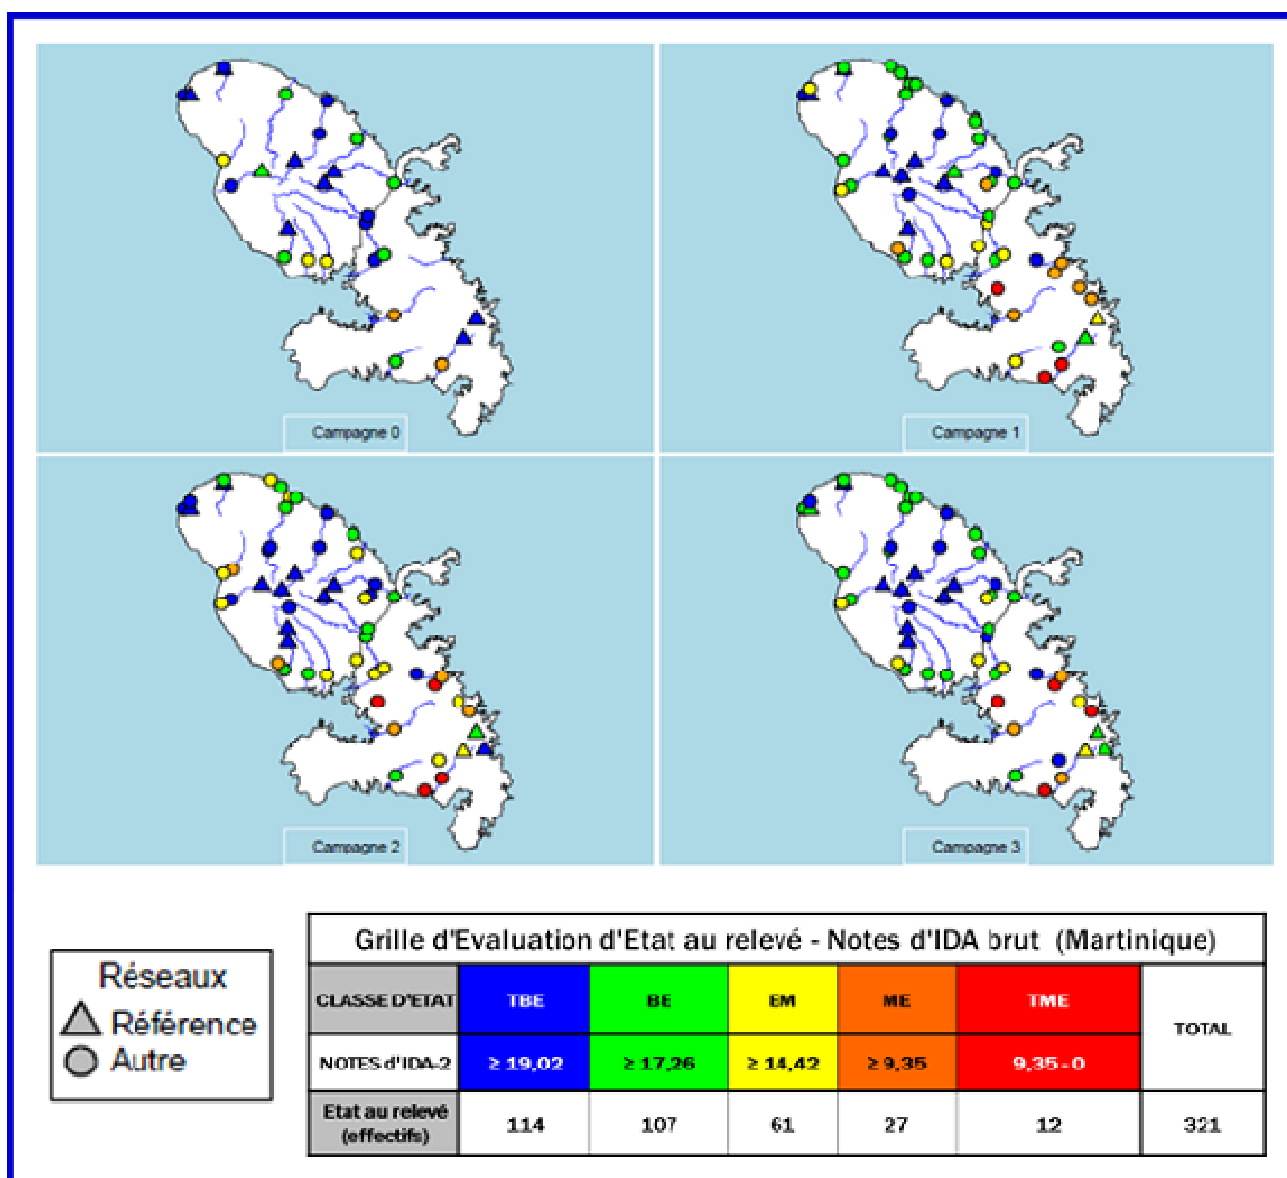 Campagne 0
Campagne 1
Campagne 2
Campagne 3
Réseaux
Référence
Autre
Grille d'Evaluation d'Etat au relevé - Notes d'IDA brut (Martinique)
CLASSE D'ETAT TBE BE EM ME TME TOTAL
NOTES d'IDA-2 ≥ 19,02 ≥ 17,26 ≥ 14,42 ≥ 9,35 9,35 - 0
Etat au relevé
(effectifs) 114 107 61 27 12 321